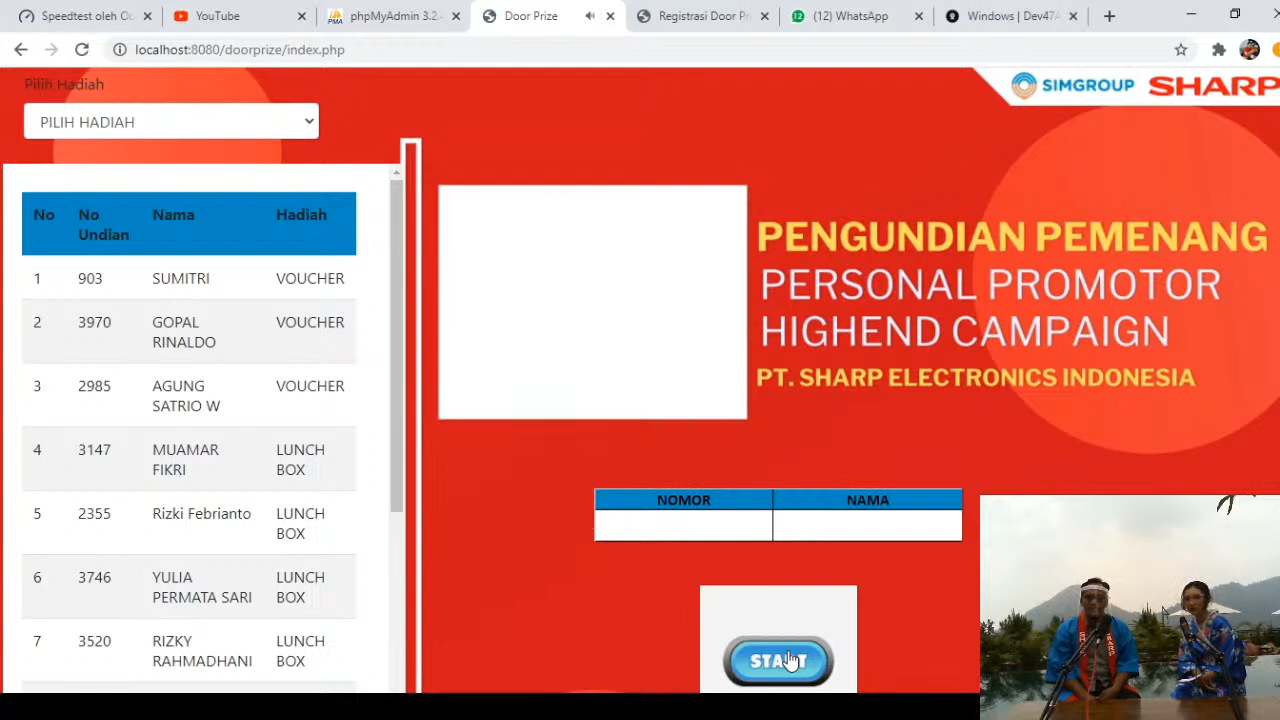 Speedtest oleh Oo
YouTube
phpMyAdmin 3.2.4
Door Prize
Registrasi Door Pri
(12) WhatsApp
Windows | Dev47A
localhost:8080/doorprize/index.php
Pilih Hadiah
PILIH HADIAH
SIMGROUP SHARP
No No Undian Nama Hadiah
1 903 SUMITRI VOUCHER
2 3970 GOPAL RINALDO VOUCHER
3 2985 AGUNG SATRIO W VOUCHER
4 3147 MUAMAR FIKRI LUNCH BOX
5 2355 Rizki Febrianto LUNCH BOX
6 3746 YULIA PERMATA SARI LUNCH BOX
7 3520 RIZKY RAHMADHANI LUNCH BOX
PENGUNDIAN PEMENANG
PERSONAL PROMOTOR
HIGHEND CAMPAIGN
PT. SHARP ELECTRONICS INDONESIA
NOMOR NAMA
START